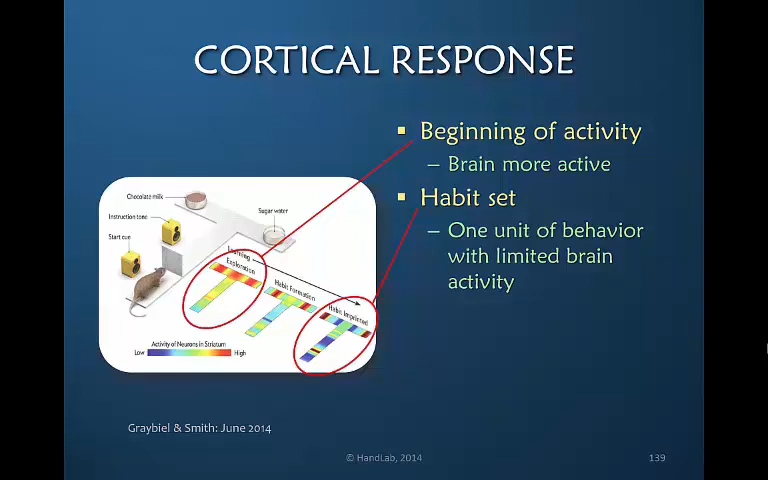 CORTICAL RESPONSE
▪ Beginning of activity
– Brain more active
▪ Habit set
– One unit of behavior
with limited brain
activity
Chocolate milk
Instruction tone
Start cue
Sugar water
Learning
Exploration
Habit Formation
Habit Imprinted
Activity of Neurons in Striatum
Low
High
Graybiel & Smith: June 2014
© HandLab, 2014
139